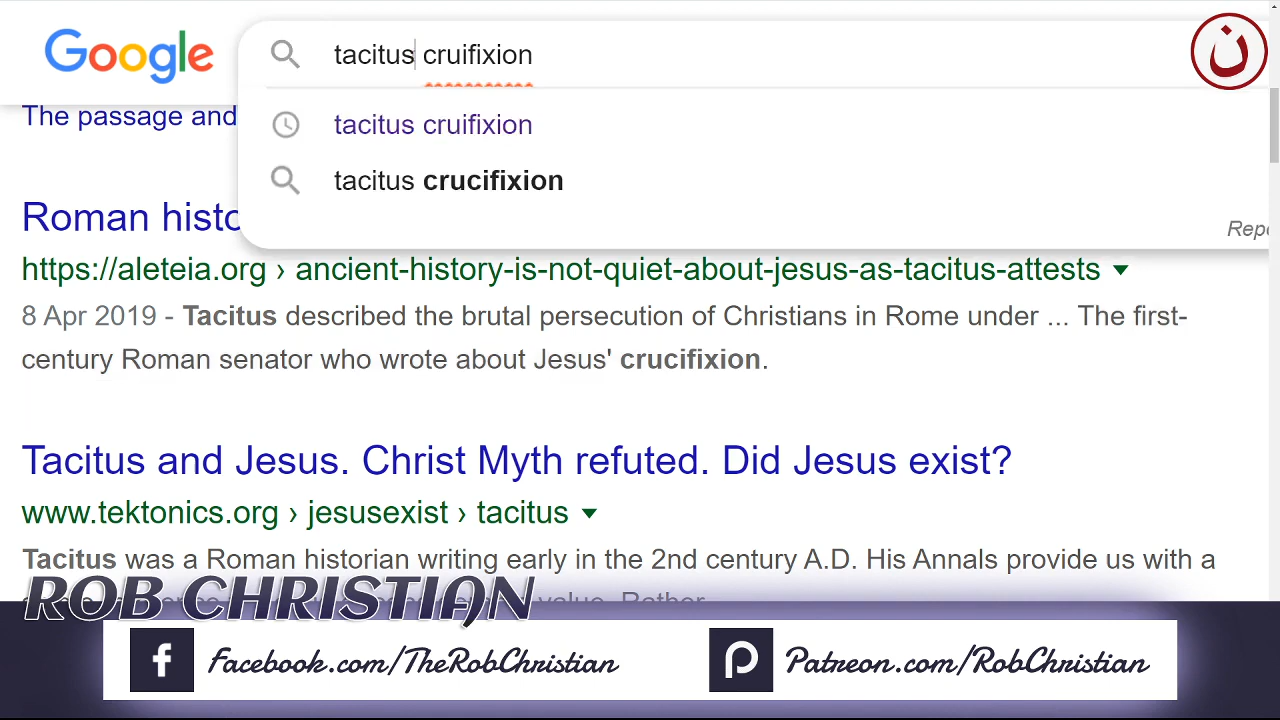 Google
tacitus cruifixion
ن
The passage and
tacitus cruifixion
tacitus crucifixion
Roman histo
Repo
https://aleteia.org › ancient-history-is-not-quiet-about-jesus-as-tacitus-attests
8 Apr 2019 - Tacitus described the brutal persecution of Christians in Rome under ... The first-
century Roman senator who wrote about Jesus' crucifixion.
Tacitus and Jesus. Christ Myth refuted. Did Jesus exist?
www.tektonics.org › jesusexist › tacitus
Tacitus was a Roman historian writing early in the 2nd century A.D. His Annals provide us with a
value. Rather
ROB CHRISTIAN
Facebook.com/TheRobChristian
Patreon.com/RobChristian